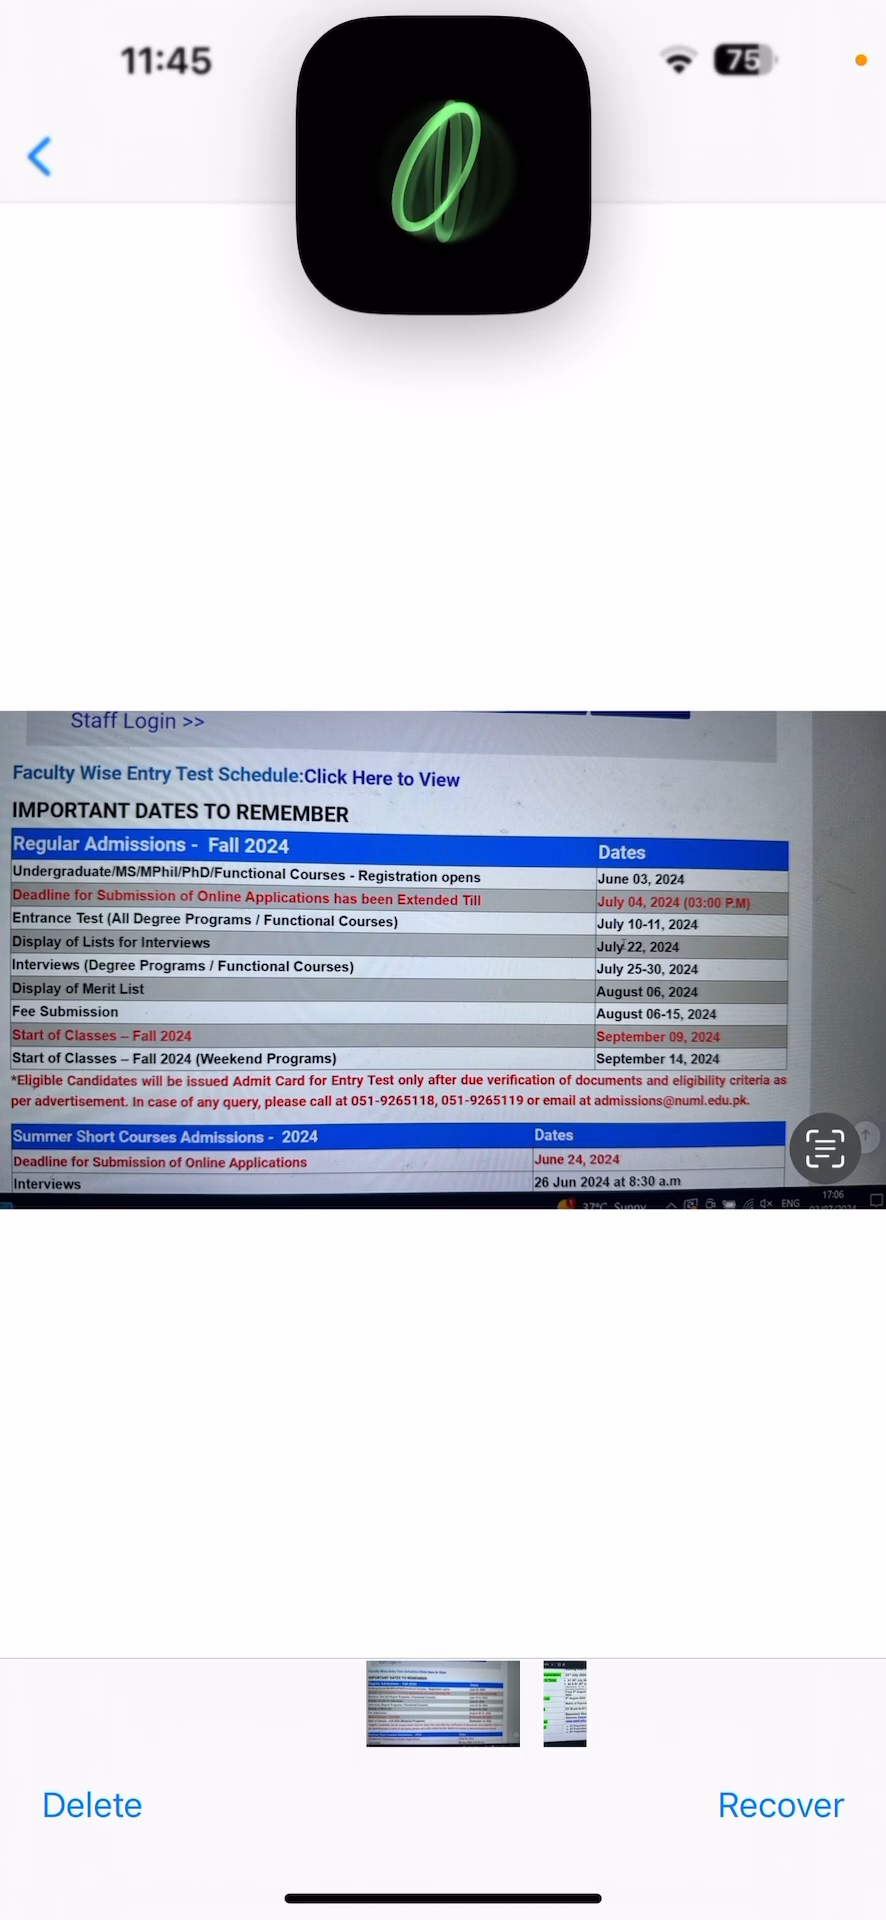 11:45
75
Staff Login >>
Faculty Wise Entry Test Schedule:Click Here to View
IMPORTANT DATES TO REMEMBER
Regular Admissions - Fall 2024 Dates
Undergraduate/MS/MPhil/PhD/Functional Courses - Registration opens June 03, 2024
Deadline for Submission of Online Applications has been Extended Till July 04, 2024 (03:00 P.M)
Entrance Test (All Degree Programs / Functional Courses) July 10-11, 2024
Display of Lists for Interviews July 22, 2024
Interviews (Degree Programs / Functional Courses) July 25-30, 2024
Display of Merit List August 06, 2024
Fee Submission August 06-15, 2024
Start of Classes – Fall 2024 September 09, 2024
Start of Classes – Fall 2024 (Weekend Programs) September 14, 2024
*Eligible Candidates will be issued Admit Card for Entry Test only after due verification of documents and eligibility criteria as
per advertisement. In case of any query, please call at 051-9265118, 051-9265119 or email at admissions@numl.edu.pk.
Summer Short Courses Admissions - 2024 Dates
Deadline for Submission of Online Applications June 24, 2024
Interviews 26 Jun 2024 at 8:30 a.m
37°C Sunny ENG 17:06
Delete Recover